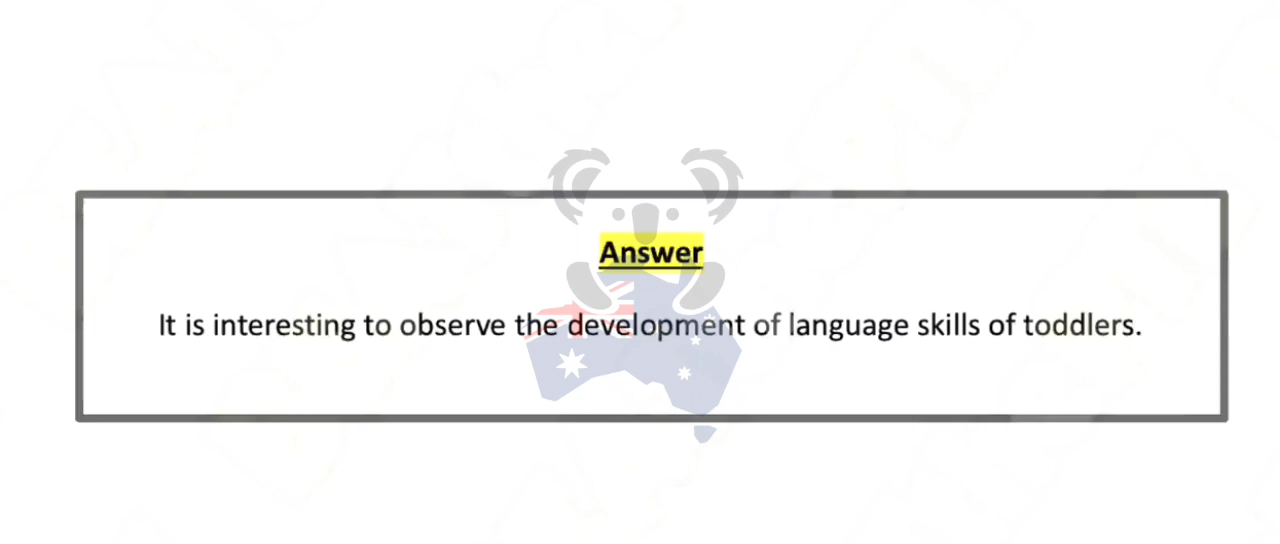 Answer
It is interesting to observe the development of language skills of toddlers.